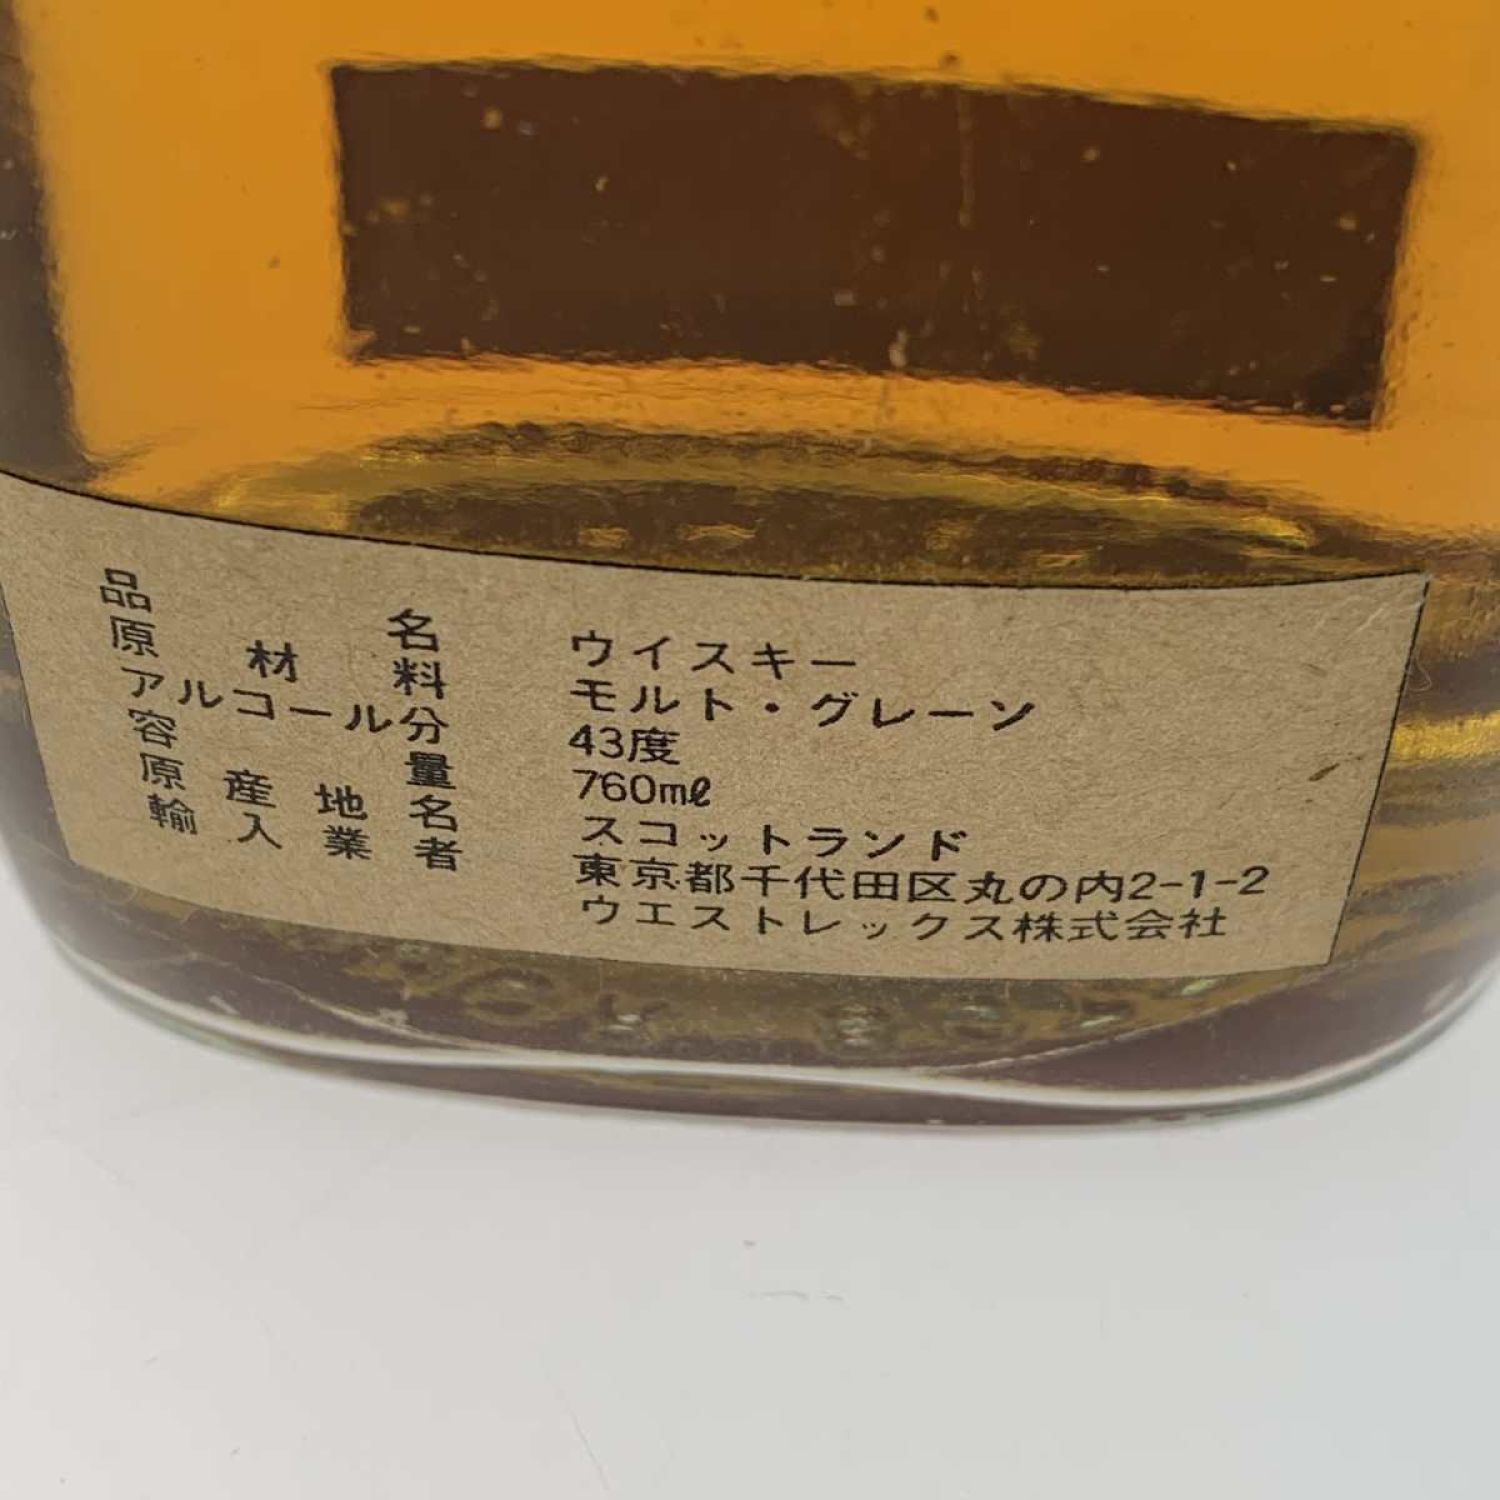 品名 ウイスキー
原材料 モルト・グレーン
アルコール分 43度
容量 760mℓ
原産地名 スコットランド
輸入業者 東京都千代田区丸の内2-1-2
ウエストレックス株式会社